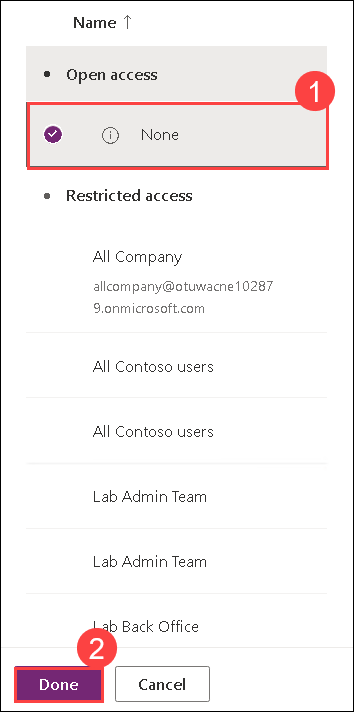 Name ↑
• Open access
1
None
• Restricted access
All Company
allcompany@otuwacne10287
9.onmicrosoft.com
All Contoso users
All Contoso users
Lab Admin Team
Lab Admin Team
Lab Back Office
2
Done
Cancel